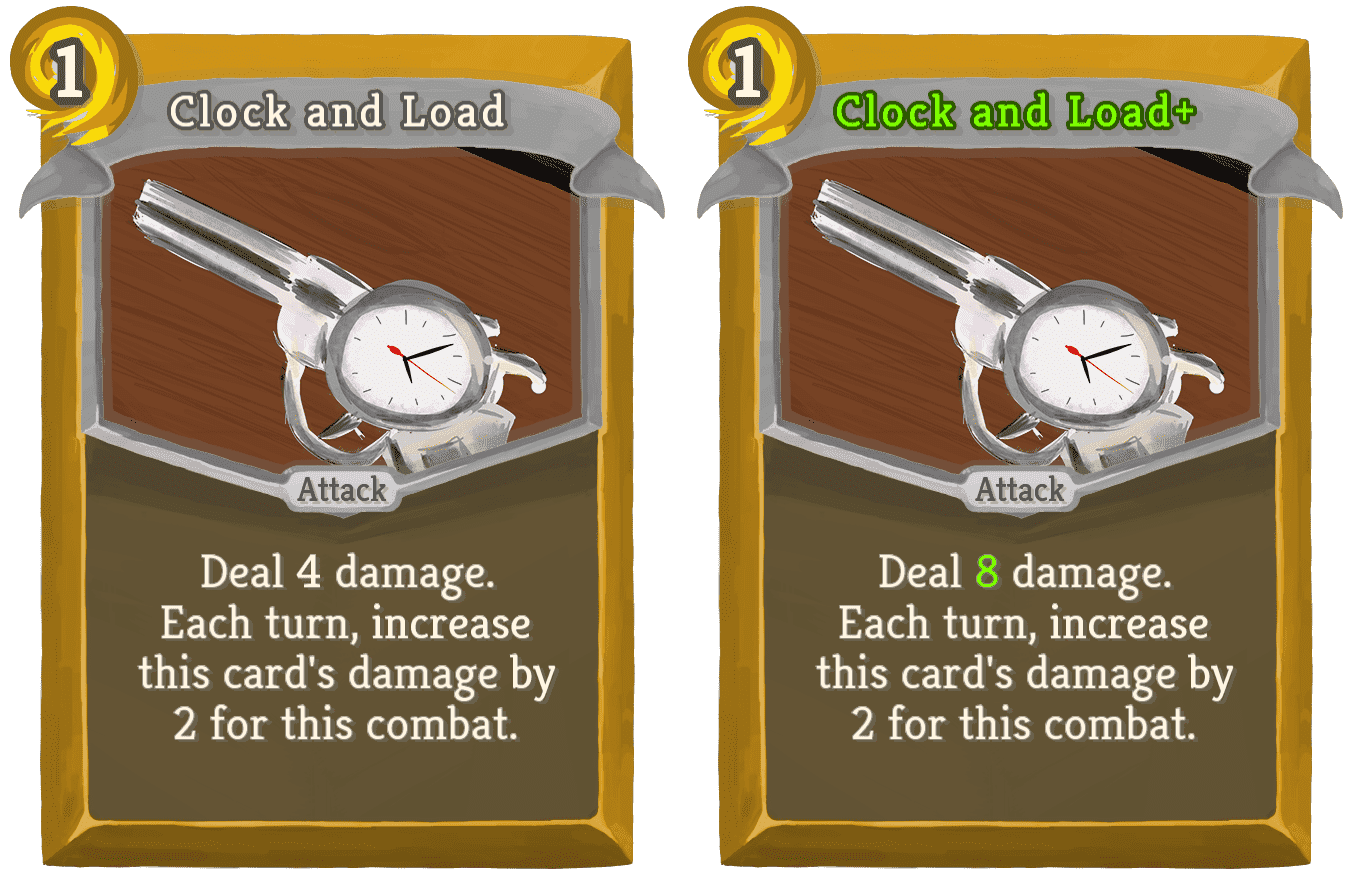 1
Clock and Load
Attack
Deal 4 damage.
Each turn, increase
this card's damage by
2 for this combat.
1
Clock and Load+
Attack
Deal 8 damage.
Each turn, increase
this card's damage by
2 for this combat.